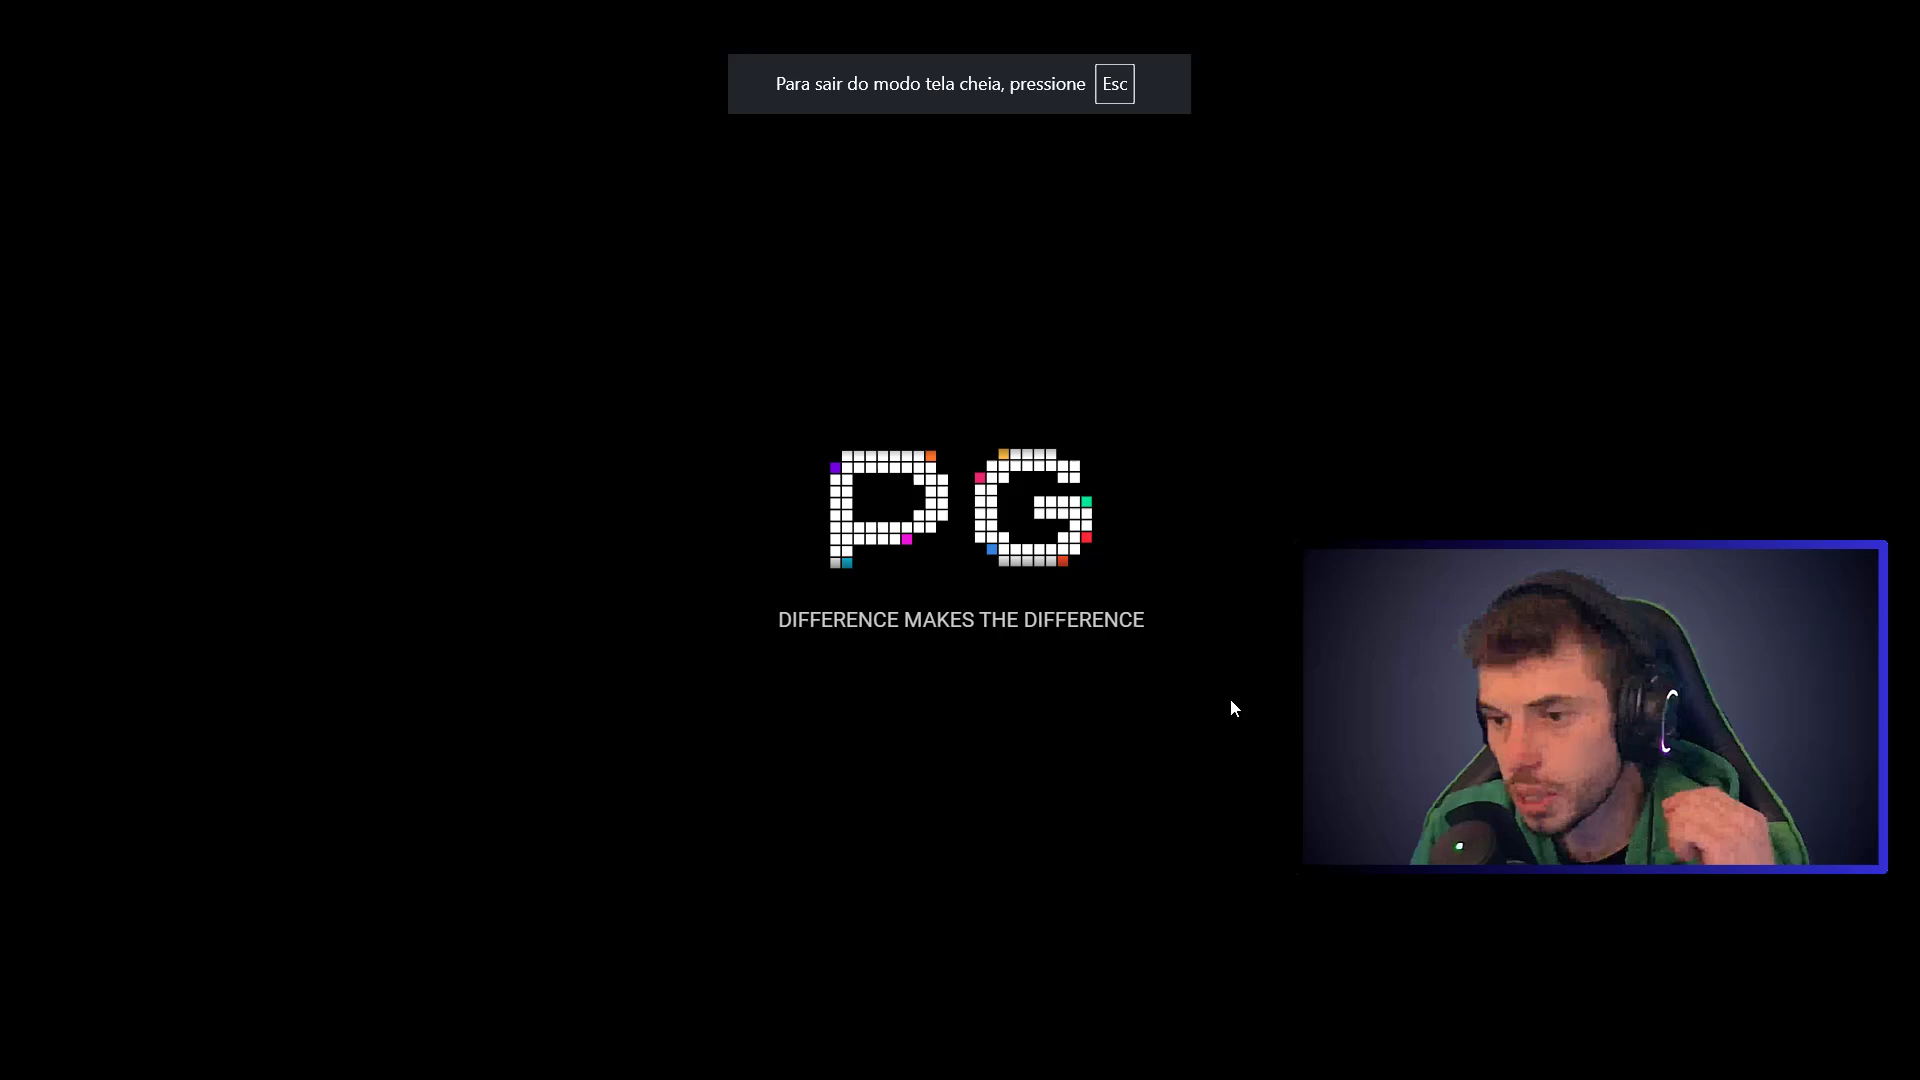 Para sair do modo tela cheia, pressione Esc
PG
DIFFERENCE MAKES THE DIFFERENCE